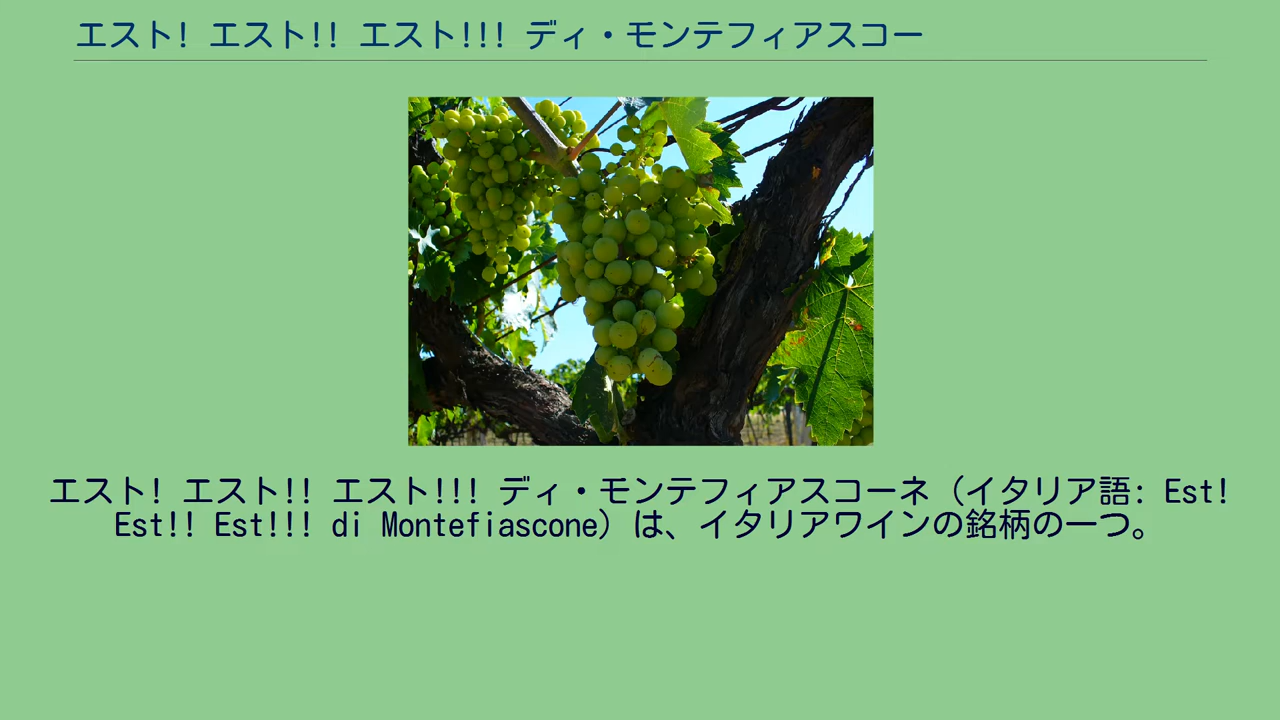 エスト! エスト!! エスト!!! ディ・モンテフィアスコー
エスト! エスト!! エスト!!! ディ・モンテフィアスコーネ（イタリア語: Est!
Est!! Est!!! di Montefiascone）は、イタリアワインの銘柄の一つ。